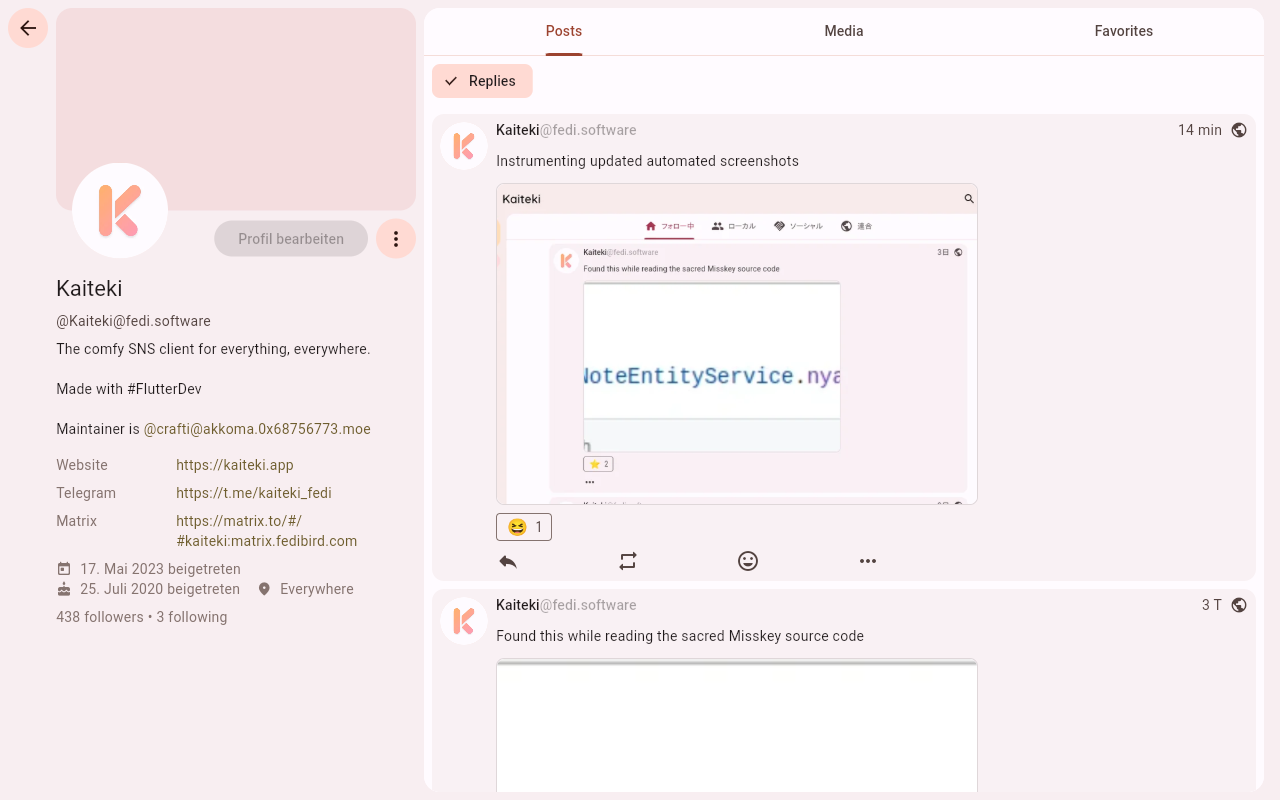 Profil bearbeiten
Kaiteki
@Kaiteki@fedi.software
The comfy SNS client for everything, everywhere.
Made with #FlutterDev
Maintainer is @crafti@akkoma.0x68756773.moe
Website https://kaiteki.app
Telegram https://t.me/kaiteki_fedi
Matrix https://matrix.to/#/
#kaiteki:matrix.fedibird.com
17. Mai 2023 beigetreten
25. Juli 2020 beigetreten Everywhere
438 followers • 3 following
Posts Media Favorites
Replies
Kaiteki@fedi.software 14 min
Instrumenting updated automated screenshots
Kaiteki
フォロー中 ローカル ソーシャル 連合
Kaiteki@fedi.software 3日
Found this while reading the sacred Misskey source code
NoteEntityService.nya
2
1
Kaiteki@fedi.software 3 T
Found this while reading the sacred Misskey source code